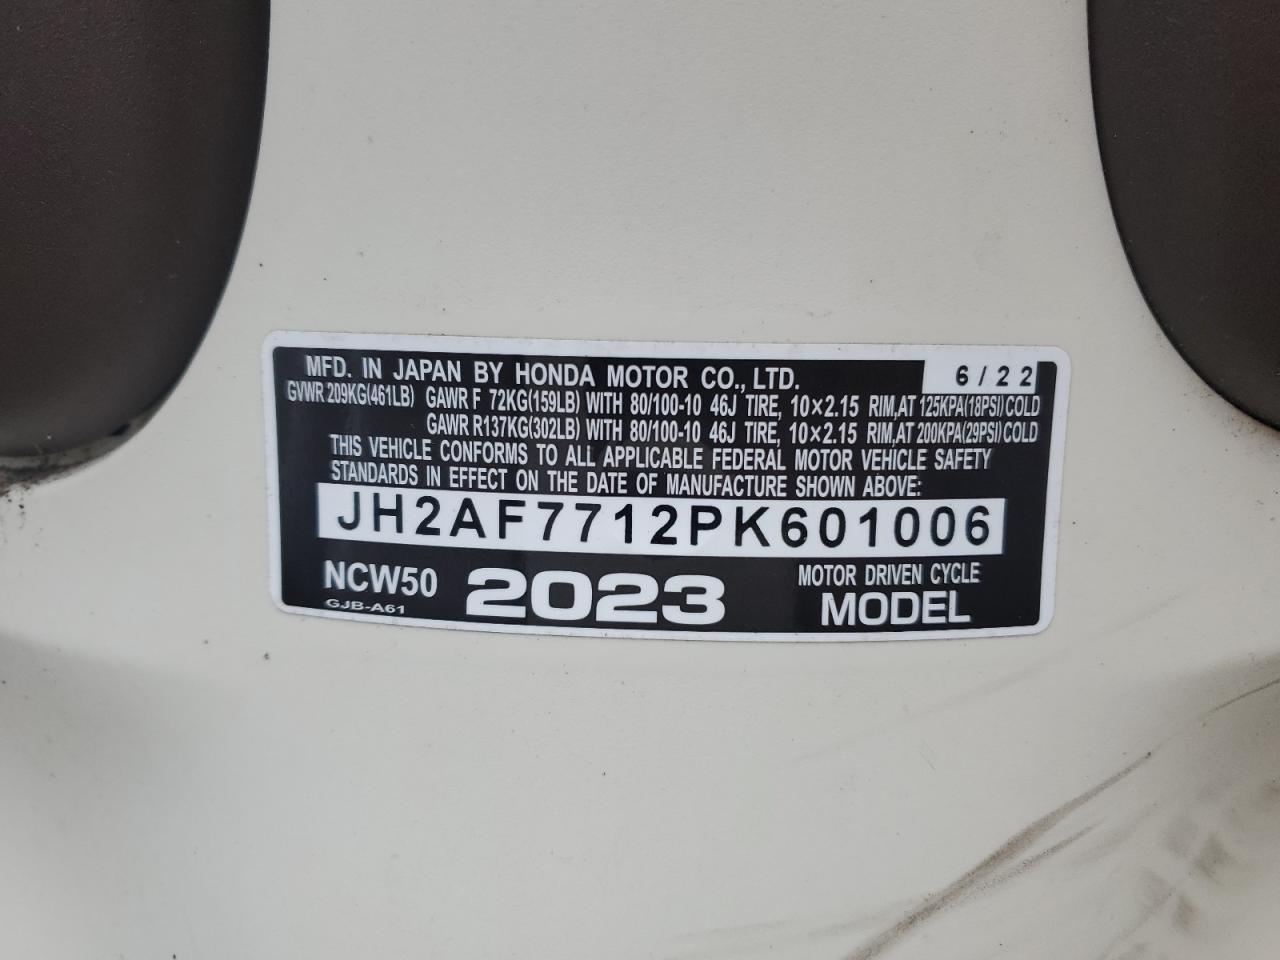 MFD. IN JAPAN BY HONDA MOTOR CO., LTD. 6/22
GVWR 209KG(461LB) GAWR F 72KG(159LB) WITH 80/100-10 46J TIRE, 10×2.15 RIM,AT 125KPA(18PSI)COLD
GAWR R137KG(302LB) WITH 80/100-10 46J TIRE, 10×2.15 RIM,AT 200KPA(29PSI)COLD
THIS VEHICLE CONFORMS TO ALL APPLICABLE FEDERAL MOTOR VEHICLE SAFETY
STANDARDS IN EFFECT ON THE DATE OF MANUFACTURE SHOWN ABOVE:
JH2AF7712PK601006
NCW50 2023 MOTOR DRIVEN CYCLE
GJB-A61 MODEL